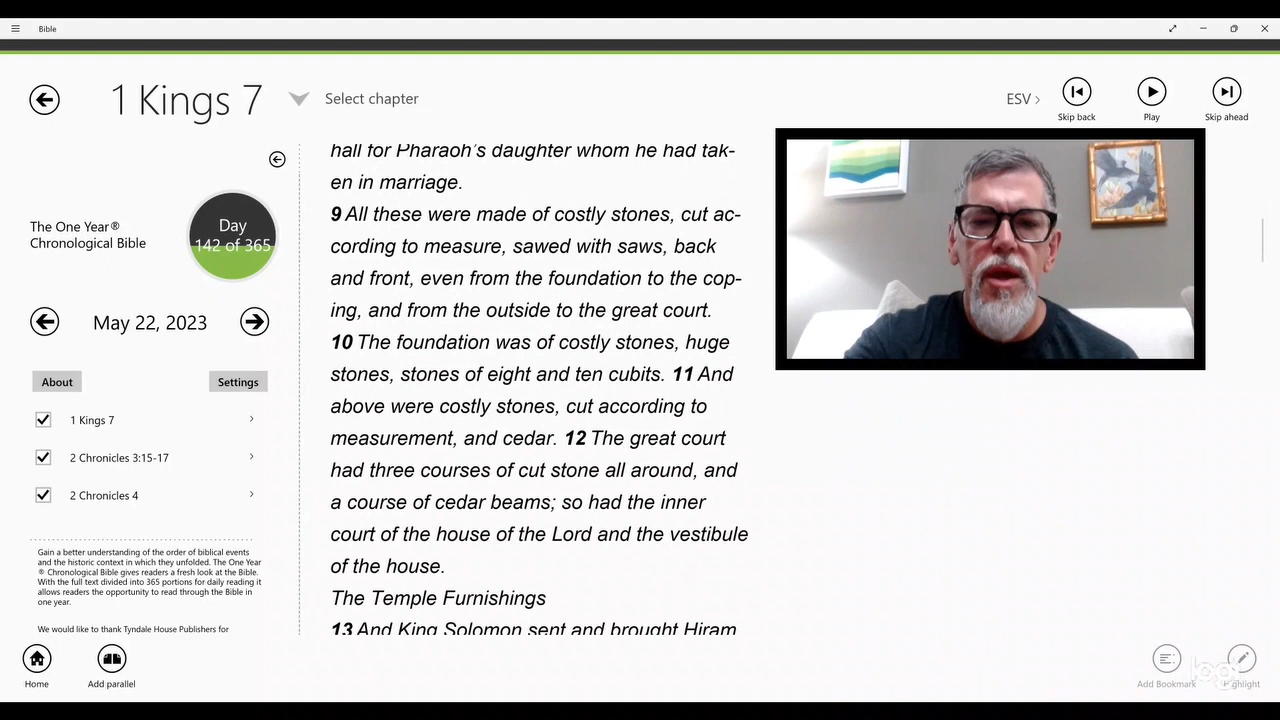 Bible
1 Kings 7
Select chapter
ESV
Skip back
Play
Skip ahead
The One Year®
Chronological Bible
Day
142 of 365
May 22, 2023
About
Settings
1 Kings 7
2 Chronicles 3:15-17
2 Chronicles 4
Gain a better understanding of the order of biblical events
and the historic context in which they unfolded. The One Year
® Chronological Bible gives readers a fresh look at the Bible.
With the full text divided into 365 portions for daily reading it
allows readers the opportunity to read through the Bible in
one year.
We would like to thank Tyndale House Publishers for
hall for Pharaoh's daughter whom he had tak-
en in marriage.
9 All these were made of costly stones, cut ac-
cording to measure, sawed with saws, back
and front, even from the foundation to the cop-
ing, and from the outside to the great court.
10 The foundation was of costly stones, huge
stones, stones of eight and ten cubits. 11 And
above were costly stones, cut according to
measurement, and cedar. 12 The great court
had three courses of cut stone all around, and
a course of cedar beams; so had the inner
court of the house of the Lord and the vestibule
of the house.
The Temple Furnishings
13 And King Solomon sent and brought Hiram
Home
Add parallel
Add Bookmark
Highlight
logi